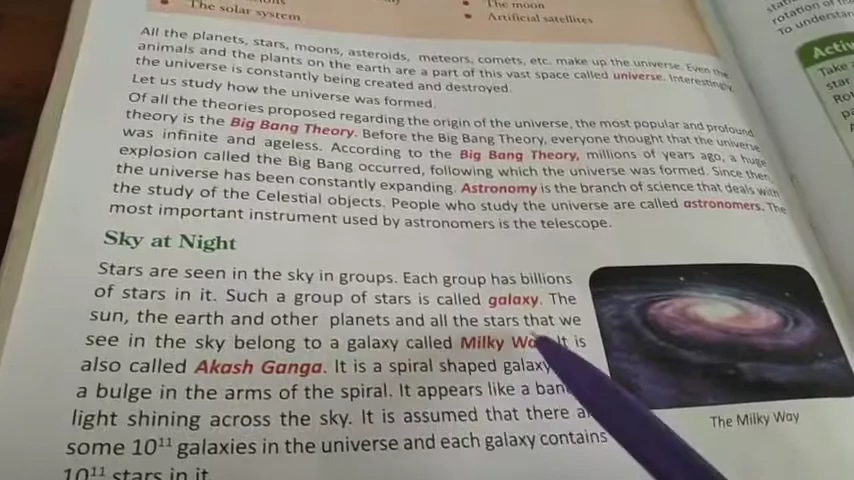 The solar system
The moon
Artificial satellites
rotation of
To understan
All the planets, stars, moons, asteroids, meteors, comets, etc. make up the universe. Even the
animals and the plants on the earth are a part of this vast space called universe. Interestingly
the universe is constantly being created and destroyed.
Let us study how the universe was formed.
Of all the theories proposed regarding the origin of the universe, the most popular and profound
theory is the Big Bang Theory. Before the Big Bang Theory, everyone thought that the universe
was infinite and ageless. According to the Big Bang Theory, millions of years ago, a huge
explosion called the Big Bang occurred, following which the universe was formed. Since then,
the universe has been constantly expanding. Astronomy is the branch of science that deals with
the study of the Celestial objects. People who study the universe are called astronomers. The
most important instrument used by astronomers is the telescope.
Sky at Night
Stars are seen in the sky in groups. Each group has billions
of stars in it. Such a group of stars is called galaxy. The
sun, the earth and other planets and all the stars that we
see in the sky belong to a galaxy called Milky It is
also called Akash Ganga. It is a spiral shaped galaxy
a bulge in the arms of the spiral. It appears like a ban
light shining across the sky. It is assumed that there a
some 10¹¹ galaxies in the universe and each galaxy contains
10¹¹ stars in it.
The Milky Way
Activ
Take a
star
Rot